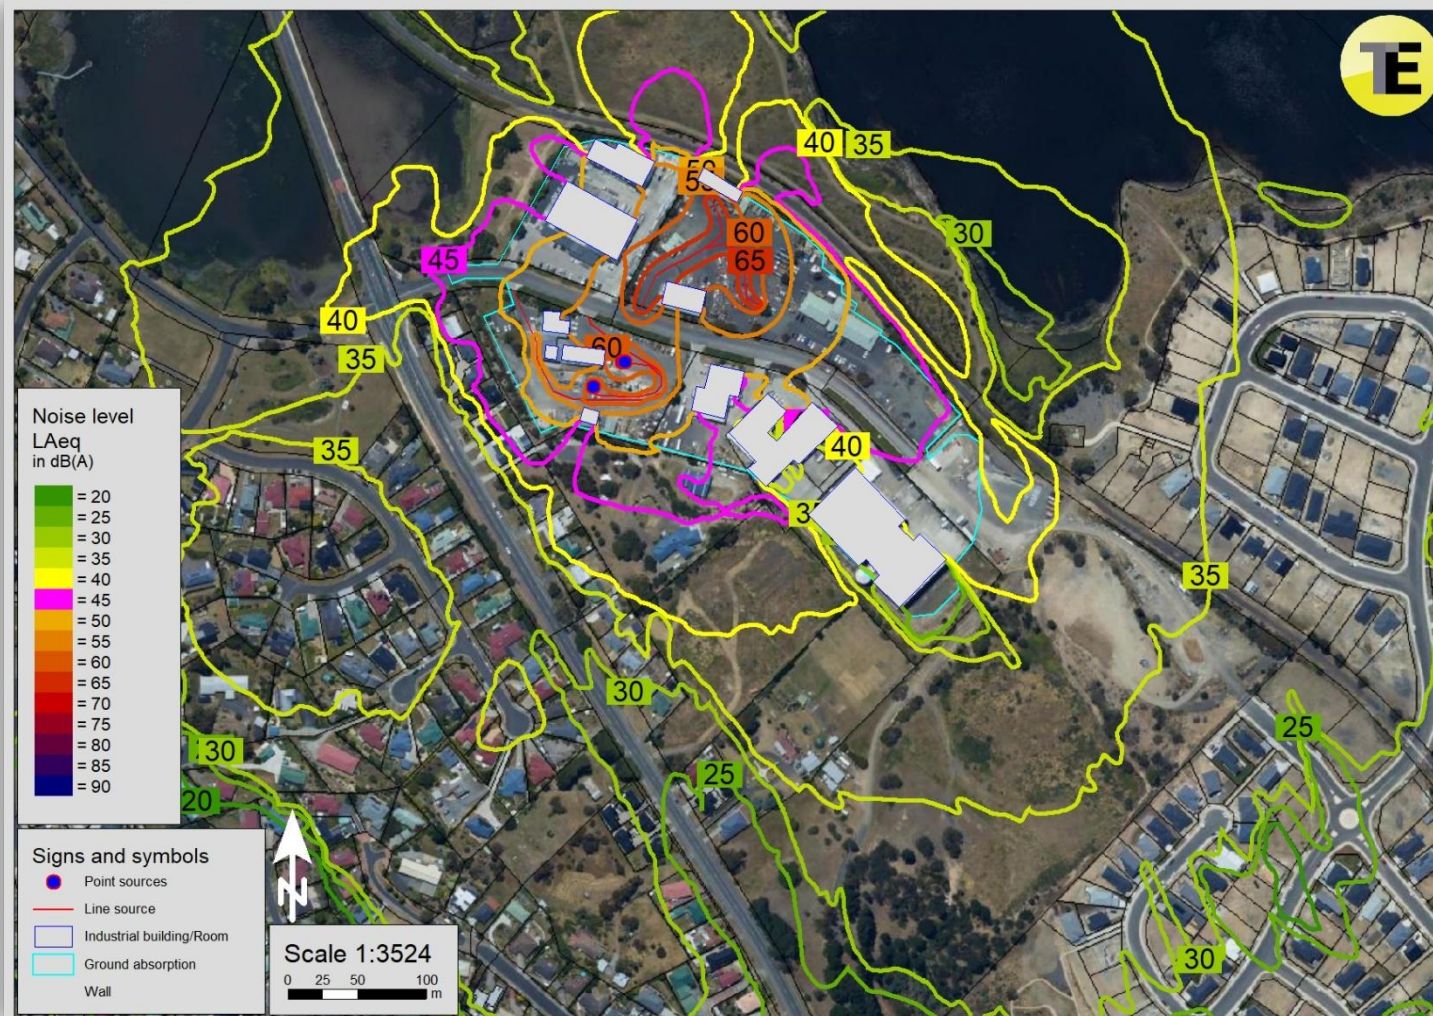 TE
50
55
40
35
60
65
30
45
40
35
60
35
40
3
30
35
30
20
25
25
30
Noise level
LAeq
in dB(A)
= 20
= 25
= 30
= 35
= 40
= 45
= 50
= 55
= 60
= 65
= 70
= 75
= 80
= 85
= 90
Signs and symbols
Point sources
Line source
Industrial building/Room
Ground absorption
Wall
N
Scale 1:3524
0 25 50 100
m